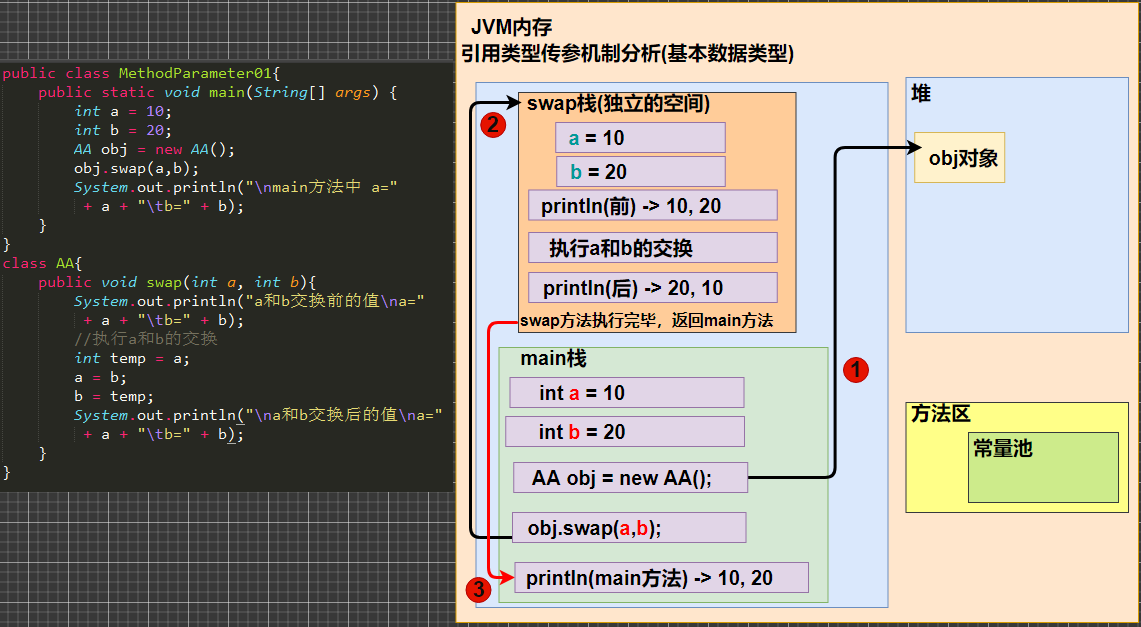 public class MethodParameter01{
public static void main(String[] args) {
int a = 10;
int b = 20;
AA obj = new AA();
obj.swap(a,b);
System.out.println("\nmain方法中 a="
+ a + "\tb=" + b);
}
}
class AA{
public void swap(int a, int b){
System.out.println("a和b交换前的值\na="
+ a + "\tb=" + b);
//执行a和b的交换
int temp = a;
a = b;
b = temp;
System.out.println("\na和b交换后的值\na="
+ a + "\tb=" + b);
}
}
JVM内存
引用类型传参机制分析(基本数据类型)
swap栈(独立的空间)
a = 10
b = 20
println(前) -> 10, 20
执行a和b的交换
println(后) -> 20, 10
swap方法执行完毕，返回main方法
main栈
int a = 10
int b = 20
AA obj = new AA();
obj.swap(a,b);
println(main方法) -> 10, 20
1
2
3
堆
obj对象
方法区
常量池